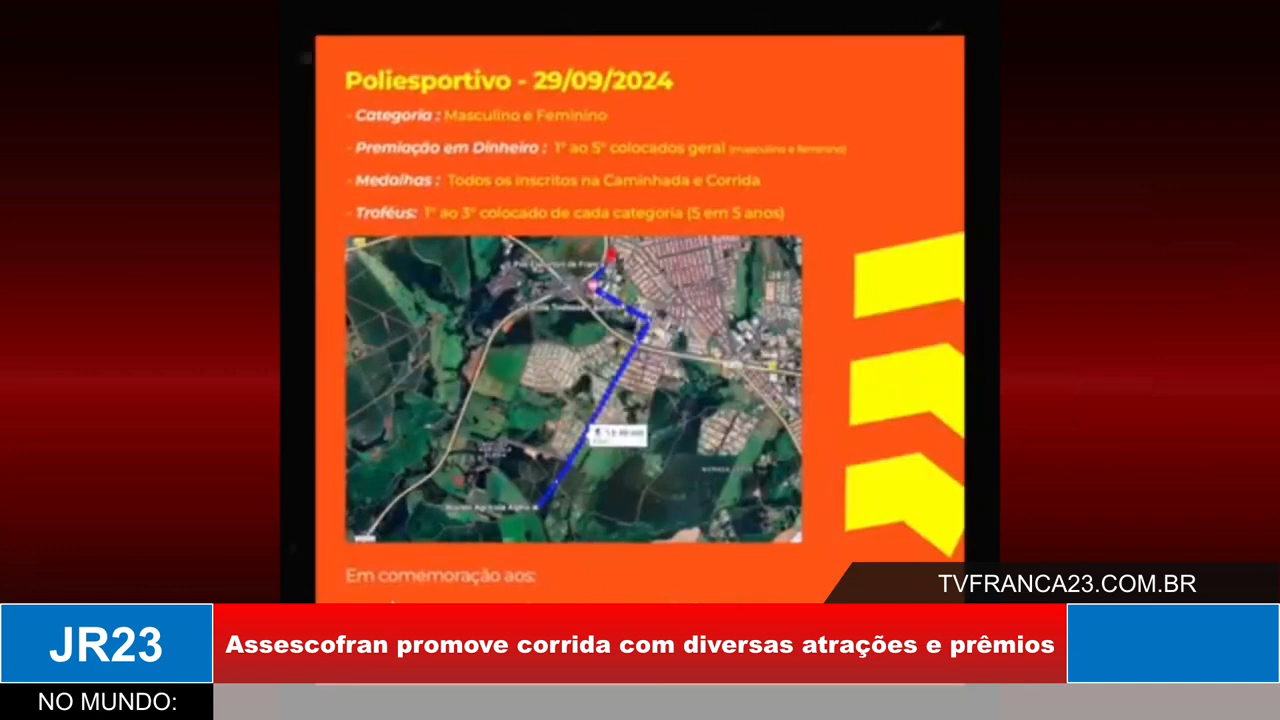 Poliesportivo - 29/09/2024
- Categoria : Masculino e Feminino
- Premiação em Dinheiro : 1º ao 5º colocados geral (masculino e feminino)
- Medalhas : Todos os inscritos na Caminhada e Corrida
- Troféus: 1º ao 3º colocado de cada categoria (5 em 5 anos)
Em comemoração aos:
TVFRANCA23.COM.BR
JR23
Assescofran promove corrida com diversas atrações e prêmios
NO MUNDO: